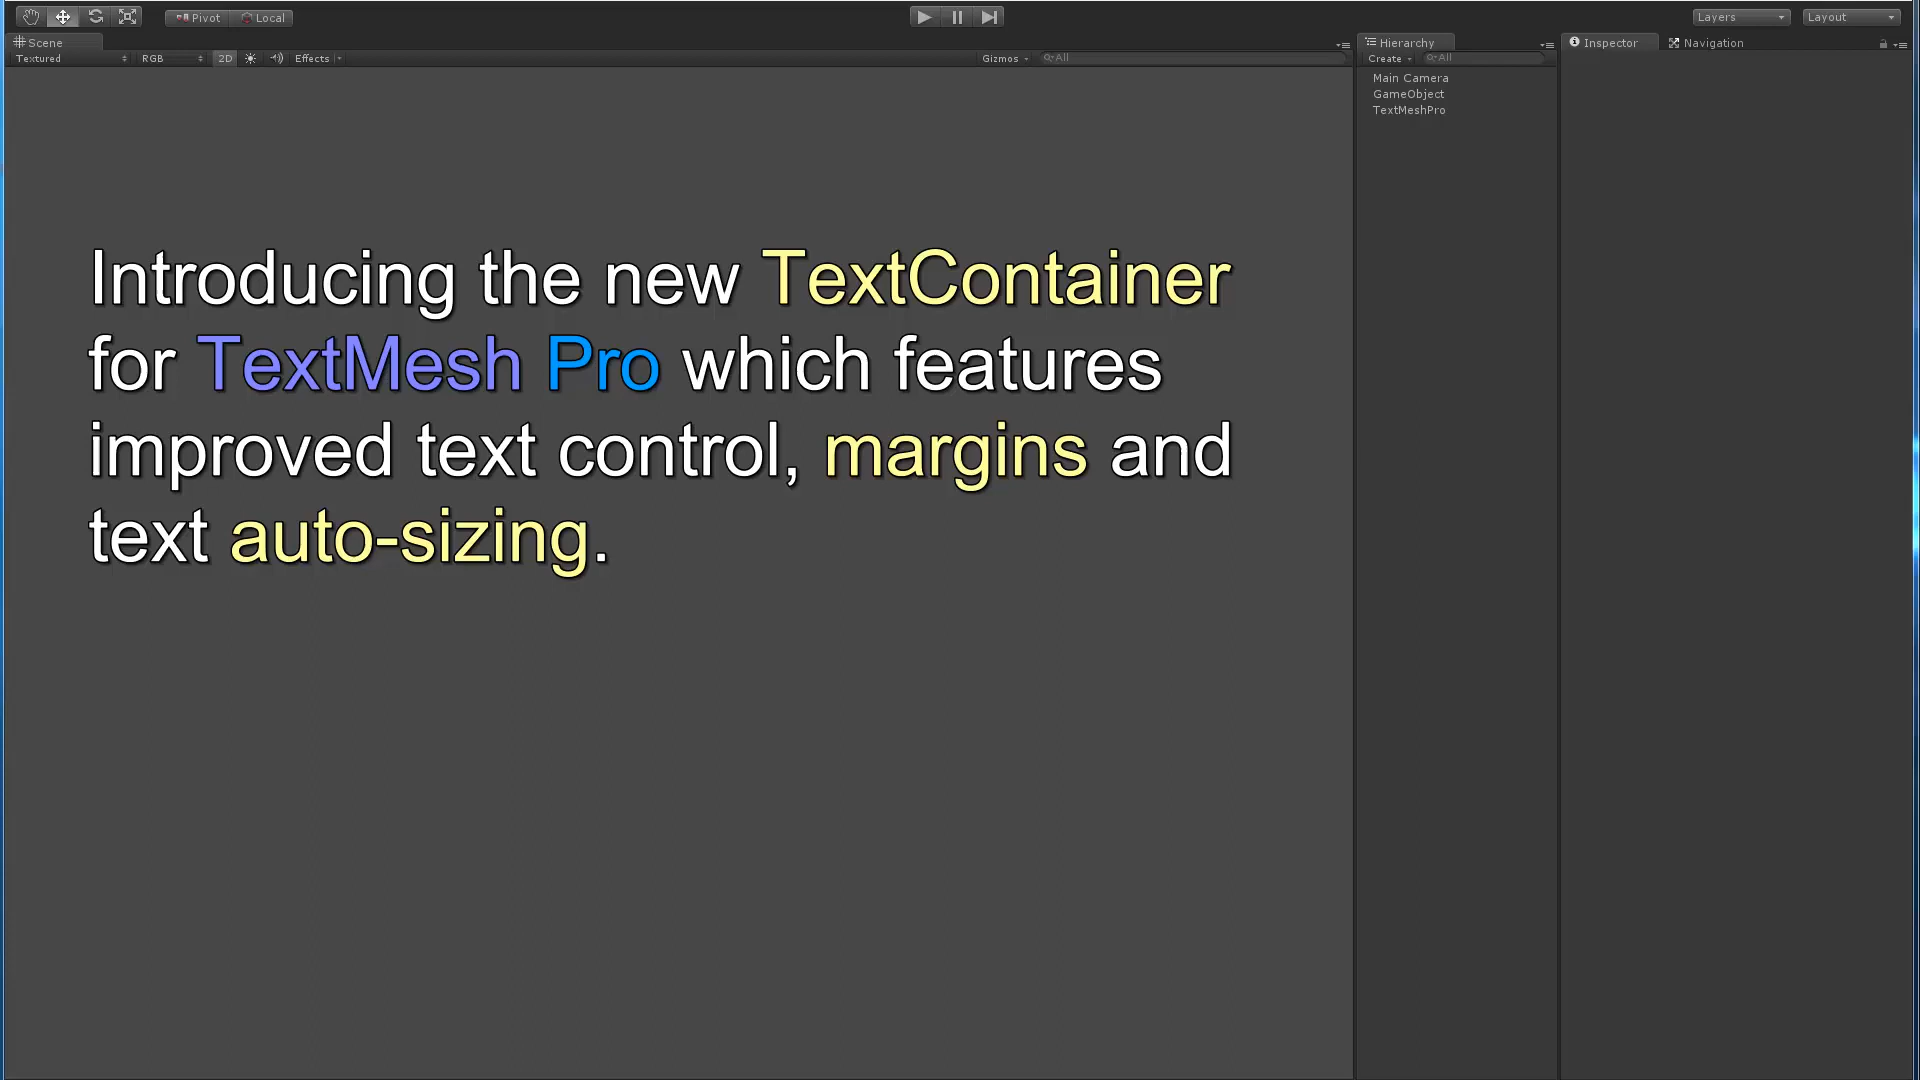 Pivot Local Layers Layout
Scene Hierarchy Inspector Navigation
Textured RGB 2D Effects Gizmos All Create All
Main Camera
GameObject
TextMeshPro
Introducing the new TextContainer
for TextMesh Pro which features
improved text control, margins and
text auto-sizing.